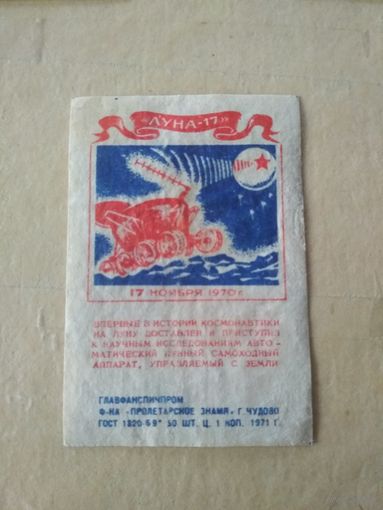 «ЛУНА-17»
17 НОЯБРЯ 1970 г.
ВПЕРВЫЕ В ИСТОРИИ КОСМОНАВТИКИ
НА ЛУНУ ДОСТАВЛЕН И ПРИСТУПИЛ
К НАУЧНЫМ ИССЛЕДОВАНИЯМ АВТО-
МАТИЧЕСКИЙ ЛУННЫЙ САМОХОДНЫЙ
АППАРАТ, УПРАВЛЯЕМЫЙ С ЗЕМЛИ
ГЛАВФАНСПИЧПРОМ
Ф-КА «ПРОЛЕТАРСКОЕ ЗНАМЯ» Г. ЧУДОВО
ГОСТ 1820-69* 50 ШТ. Ц. 1 КОП. 1971 г.